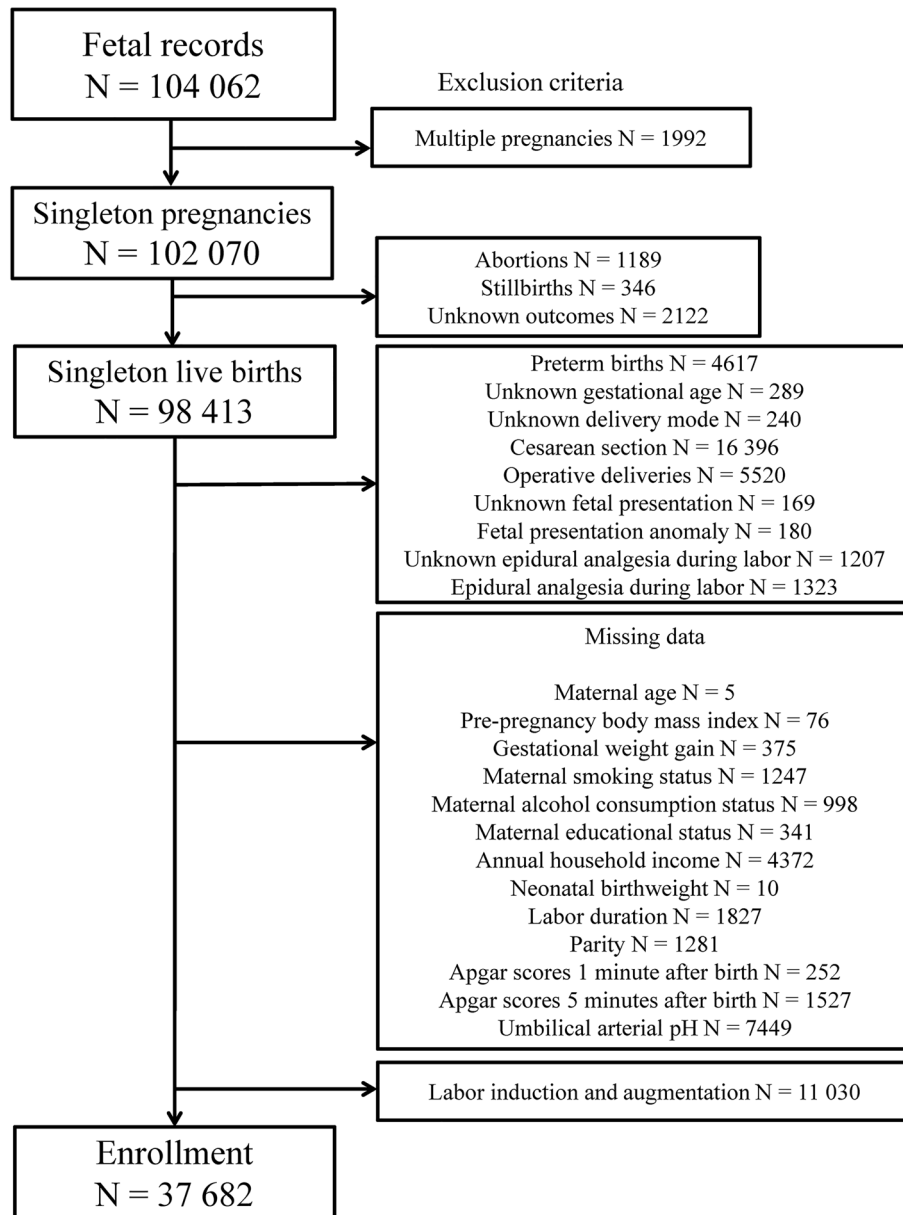 Fetal records
N = 104 062
Exclusion criteria
Multiple pregnancies N = 1992
Singleton pregnancies
N = 102 070
Abortions N = 1189
Stillbirths N = 346
Unknown outcomes N = 2122
Singleton live births
N = 98 413
Preterm births N = 4617
Unknown gestational age N = 289
Unknown delivery mode N = 240
Cesarean section N = 16 396
Operative deliveries N = 5520
Unknown fetal presentation N = 169
Fetal presentation anomaly N = 180
Unknown epidural analgesia during labor N = 1207
Epidural analgesia during labor N = 1323
Missing data
Maternal age N = 5
Pre-pregnancy body mass index N = 76
Gestational weight gain N = 375
Maternal smoking status N = 1247
Maternal alcohol consumption status N = 998
Maternal educational status N = 341
Annual household income N = 4372
Neonatal birthweight N = 10
Labor duration N = 1827
Parity N = 1281
Apgar scores 1 minute after birth N = 252
Apgar scores 5 minutes after birth N = 1527
Umbilical arterial pH N = 7449
Labor induction and augmentation N = 11 030
Enrollment
N = 37 682